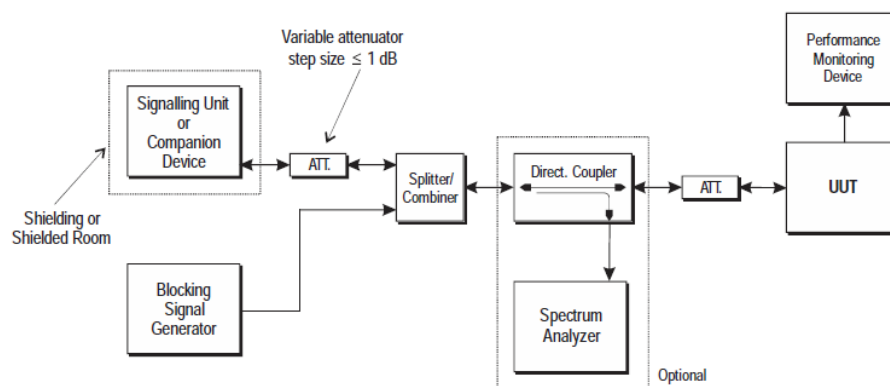 Variable attenuator
step size ≤ 1 dB
Performance
Monitoring
Device
Signalling Unit
or
Companion
Device
ATT.
Splitter/
Combiner
Direct. Coupler
ATT.
UUT
Shielding or
Shielded Room
Blocking
Signal
Generator
Spectrum
Analyzer
Optional